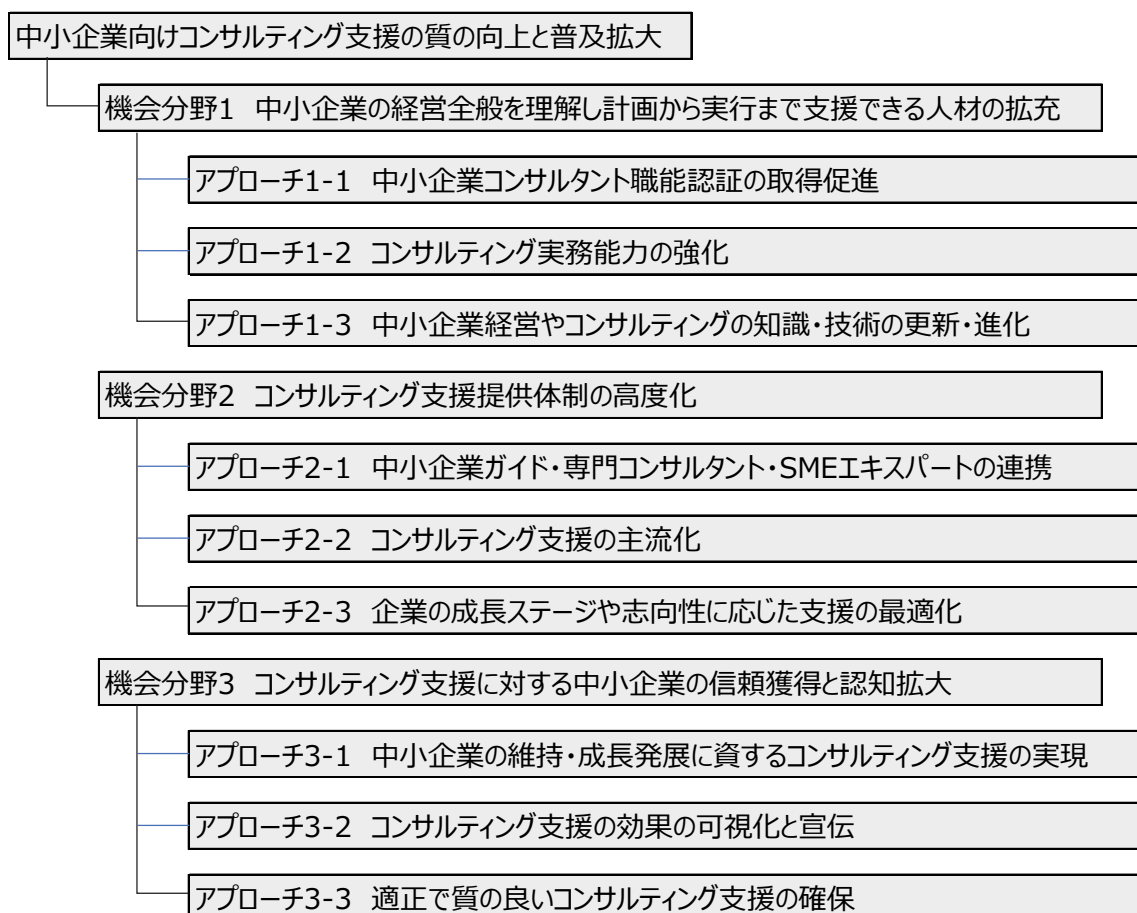 中小企業向けコンサルティング支援の質の向上と普及拡大
機会分野1 中小企業の経営全般を理解し計画から実行まで支援できる人材の拡充
アプローチ1-1 中小企業コンサルタント職能認証の取得促進
アプローチ1-2 コンサルティング実務能力の強化
アプローチ1-3 中小企業経営やコンサルティングの知識・技術の更新・進化
機会分野2 コンサルティング支援提供体制の高度化
アプローチ2-1 中小企業ガイド・専門コンサルタント・SMEエキスパートの連携
アプローチ2-2 コンサルティング支援の主流化
アプローチ2-3 企業の成長ステージや志向性に応じた支援の最適化
機会分野3 コンサルティング支援に対する中小企業の信頼獲得と認知拡大
アプローチ3-1 中小企業の維持・成長発展に資するコンサルティング支援の実現
アプローチ3-2 コンサルティング支援の効果の可視化と宣伝
アプローチ3-3 適正で質の良いコンサルティング支援の確保